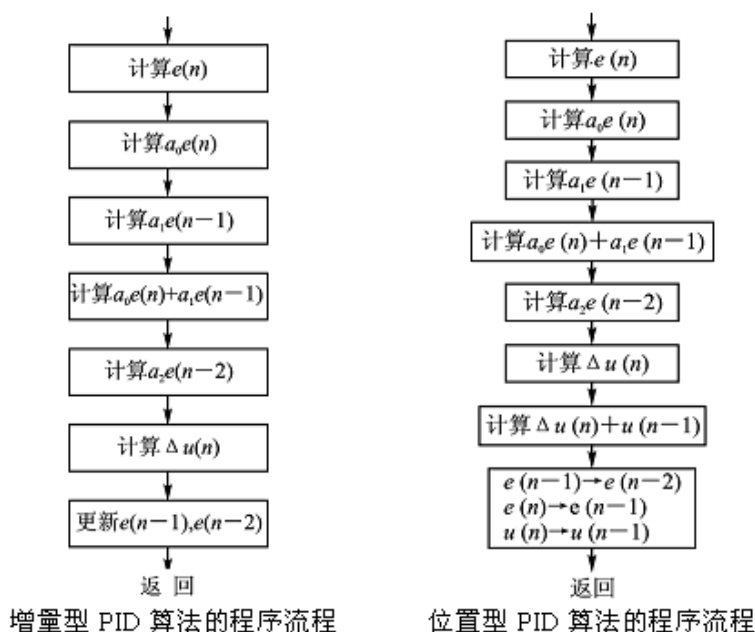 计算e(n)
计算a₀e(n)
计算a₁e(n－1)
计算a₀e(n)+a₁e(n－1)
计算a₂e(n－2)
计算Δu(n)
更新e(n－1),e(n－2)
返 回
增量型 PID 算法的程序流程
计算e (n)
计算a₀e (n)
计算a₁e (n－1)
计算a₀e (n)＋a₁e (n－1)
计算a₂e (n－2)
计算Δu (n)
计算Δu (n)＋u (n－1)
e (n－1)→e (n－2)
e (n)→e (n－1)
u (n)→u (n－1)
返回
位置型 PID 算法的程序流程